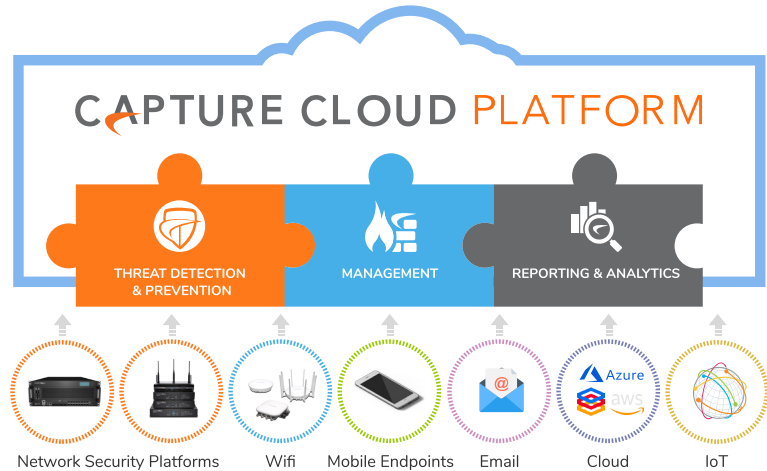 CAPTURE CLOUD PLATFORM
THREAT DETECTION
& PREVENTION
MANAGEMENT
REPORTING & ANALYTICS
@
Azure
aws
Network Security Platforms
Wifi
Mobile Endpoints
Email
Cloud
IoT